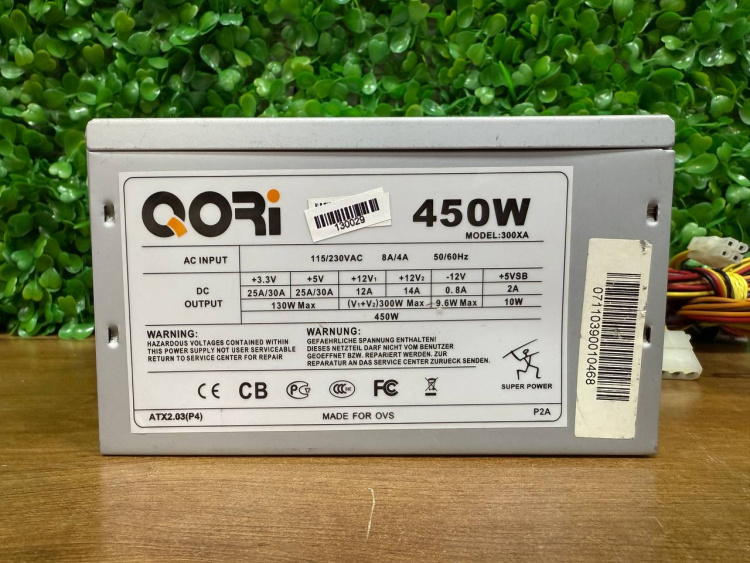 QORi
130029
450W
MODEL:300XA
AC INPUT 115/230VAC 8A/4A 50/60Hz
DC OUTPUT
+3.3V +5V +12V1 +12V2 -12V +5VSB
25A/30A 25A/30A 12A 14A 0.8A 2A
130W Max (V1+V2)300W Max 9.6W Max 10W
450W
WARNING:
HAZARDOUS VOLTAGES CONTAINED WITHIN
THIS POWER SUPPLY NOT USER SERVICEABLE
RETURN TO SERVICE CENTER FOR REPAIR
WARNUNG:
GEFAEHRLICHE SPANNUNG ENTHALTEN!
DIESES NETZTEIL DARF NICHT VOM BENUTZER
GEOEFFNET BZW. REPARIERT WERDEN. ZUR
REPARATUR AN DAS SERVICE CENTER ZURUECK SENDEN.
CE CB PG CCC FC
SUPER POWER
ATX2.03(P4) MADE FOR OVS P2A
07110390010468